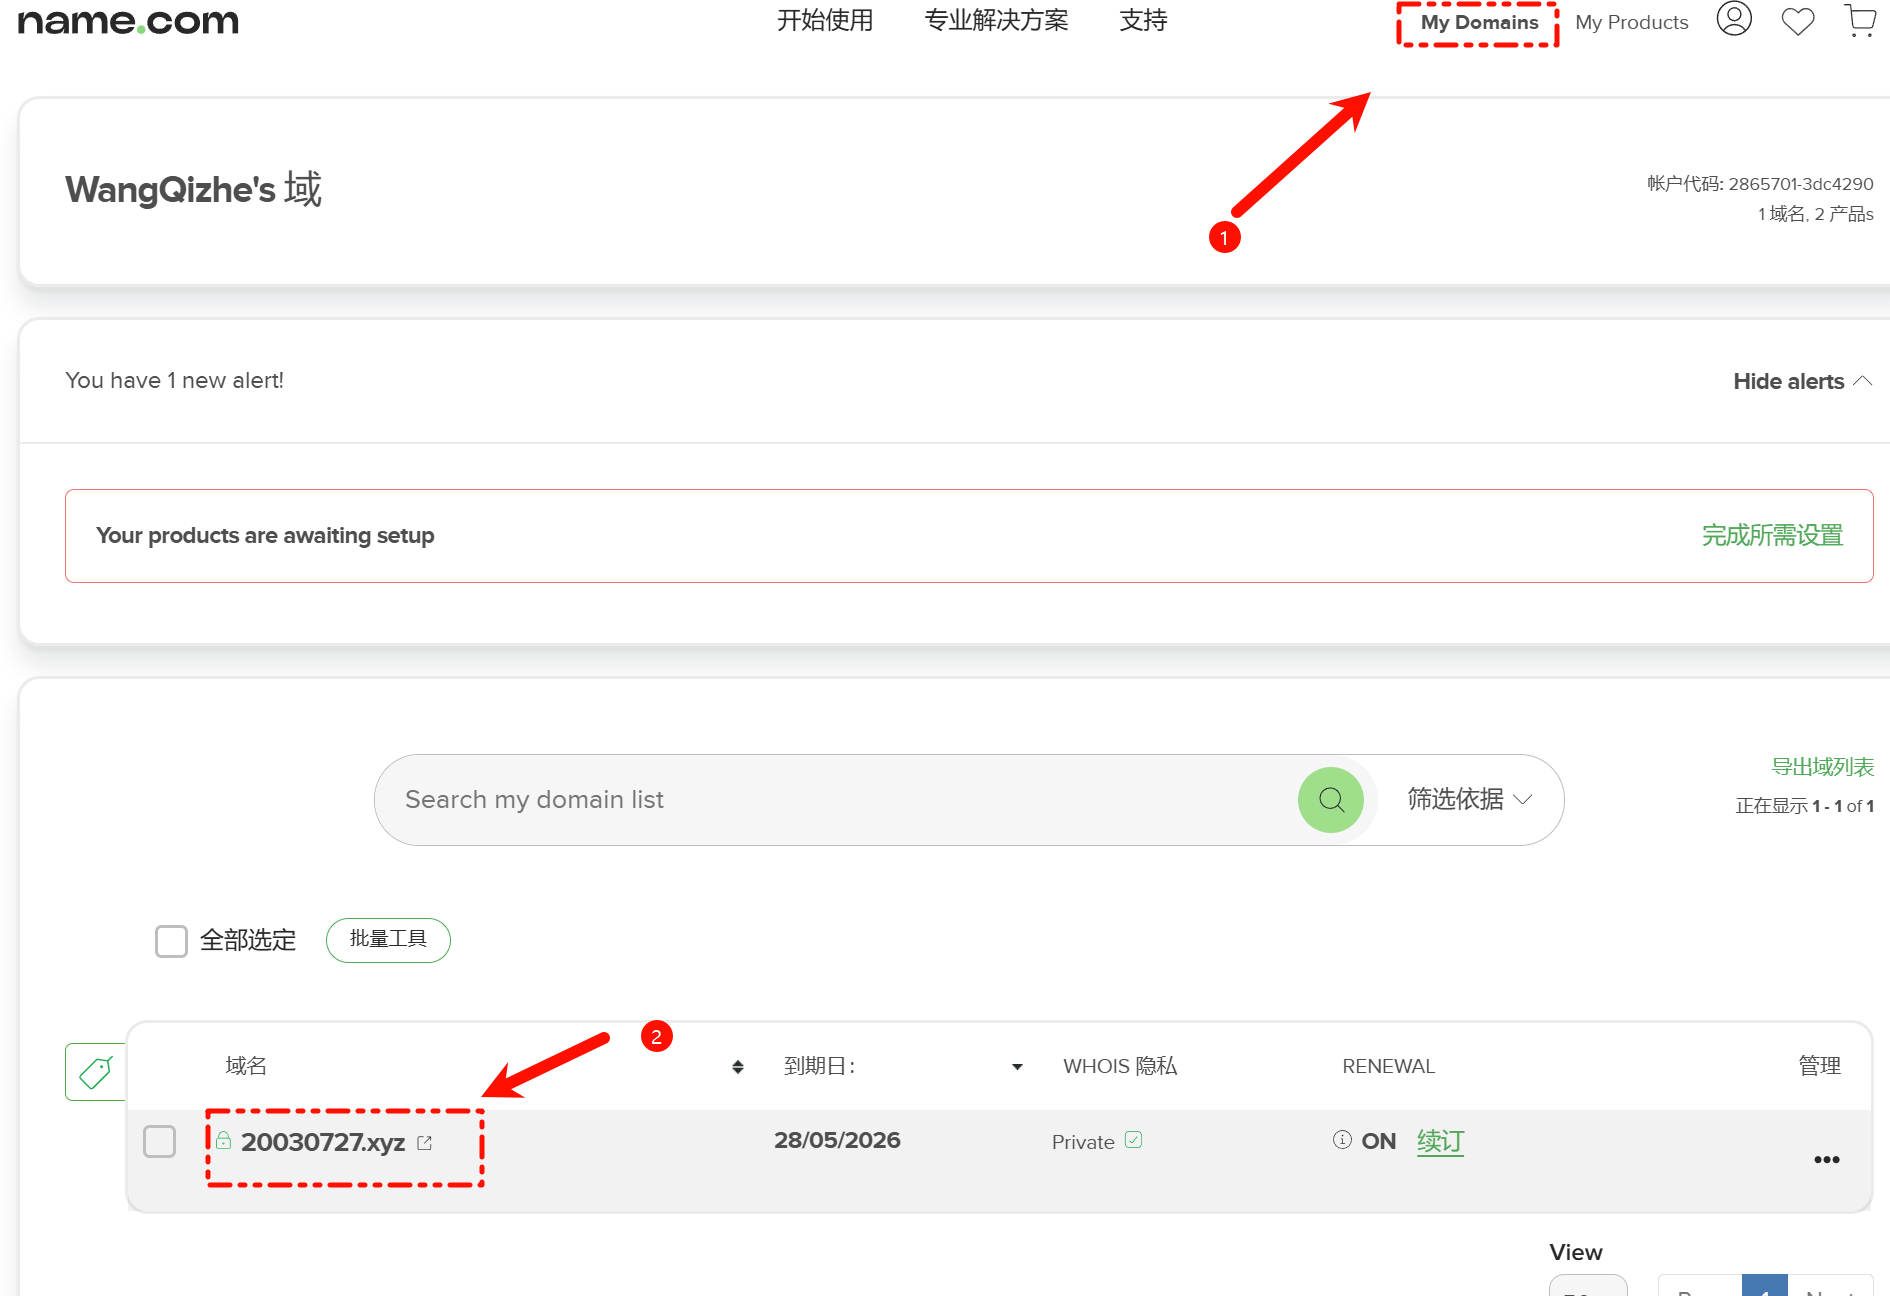 name.com
开始使用
专业解决方案
支持
My Domains
My Products
WangQizhe's 域
帐户代码: 2865701-3dc4290
1 域名, 2 产品s
1
You have 1 new alert!
Hide alerts
Your products are awaiting setup
完成所需设置
Search my domain list
筛选依据
导出域列表
正在显示 1 - 1 of 1
全部选定
批量工具
2
域名
到期日:
WHOIS 隐私
RENEWAL
管理
20030727.xyz
28/05/2026
Private
ON
续订
View